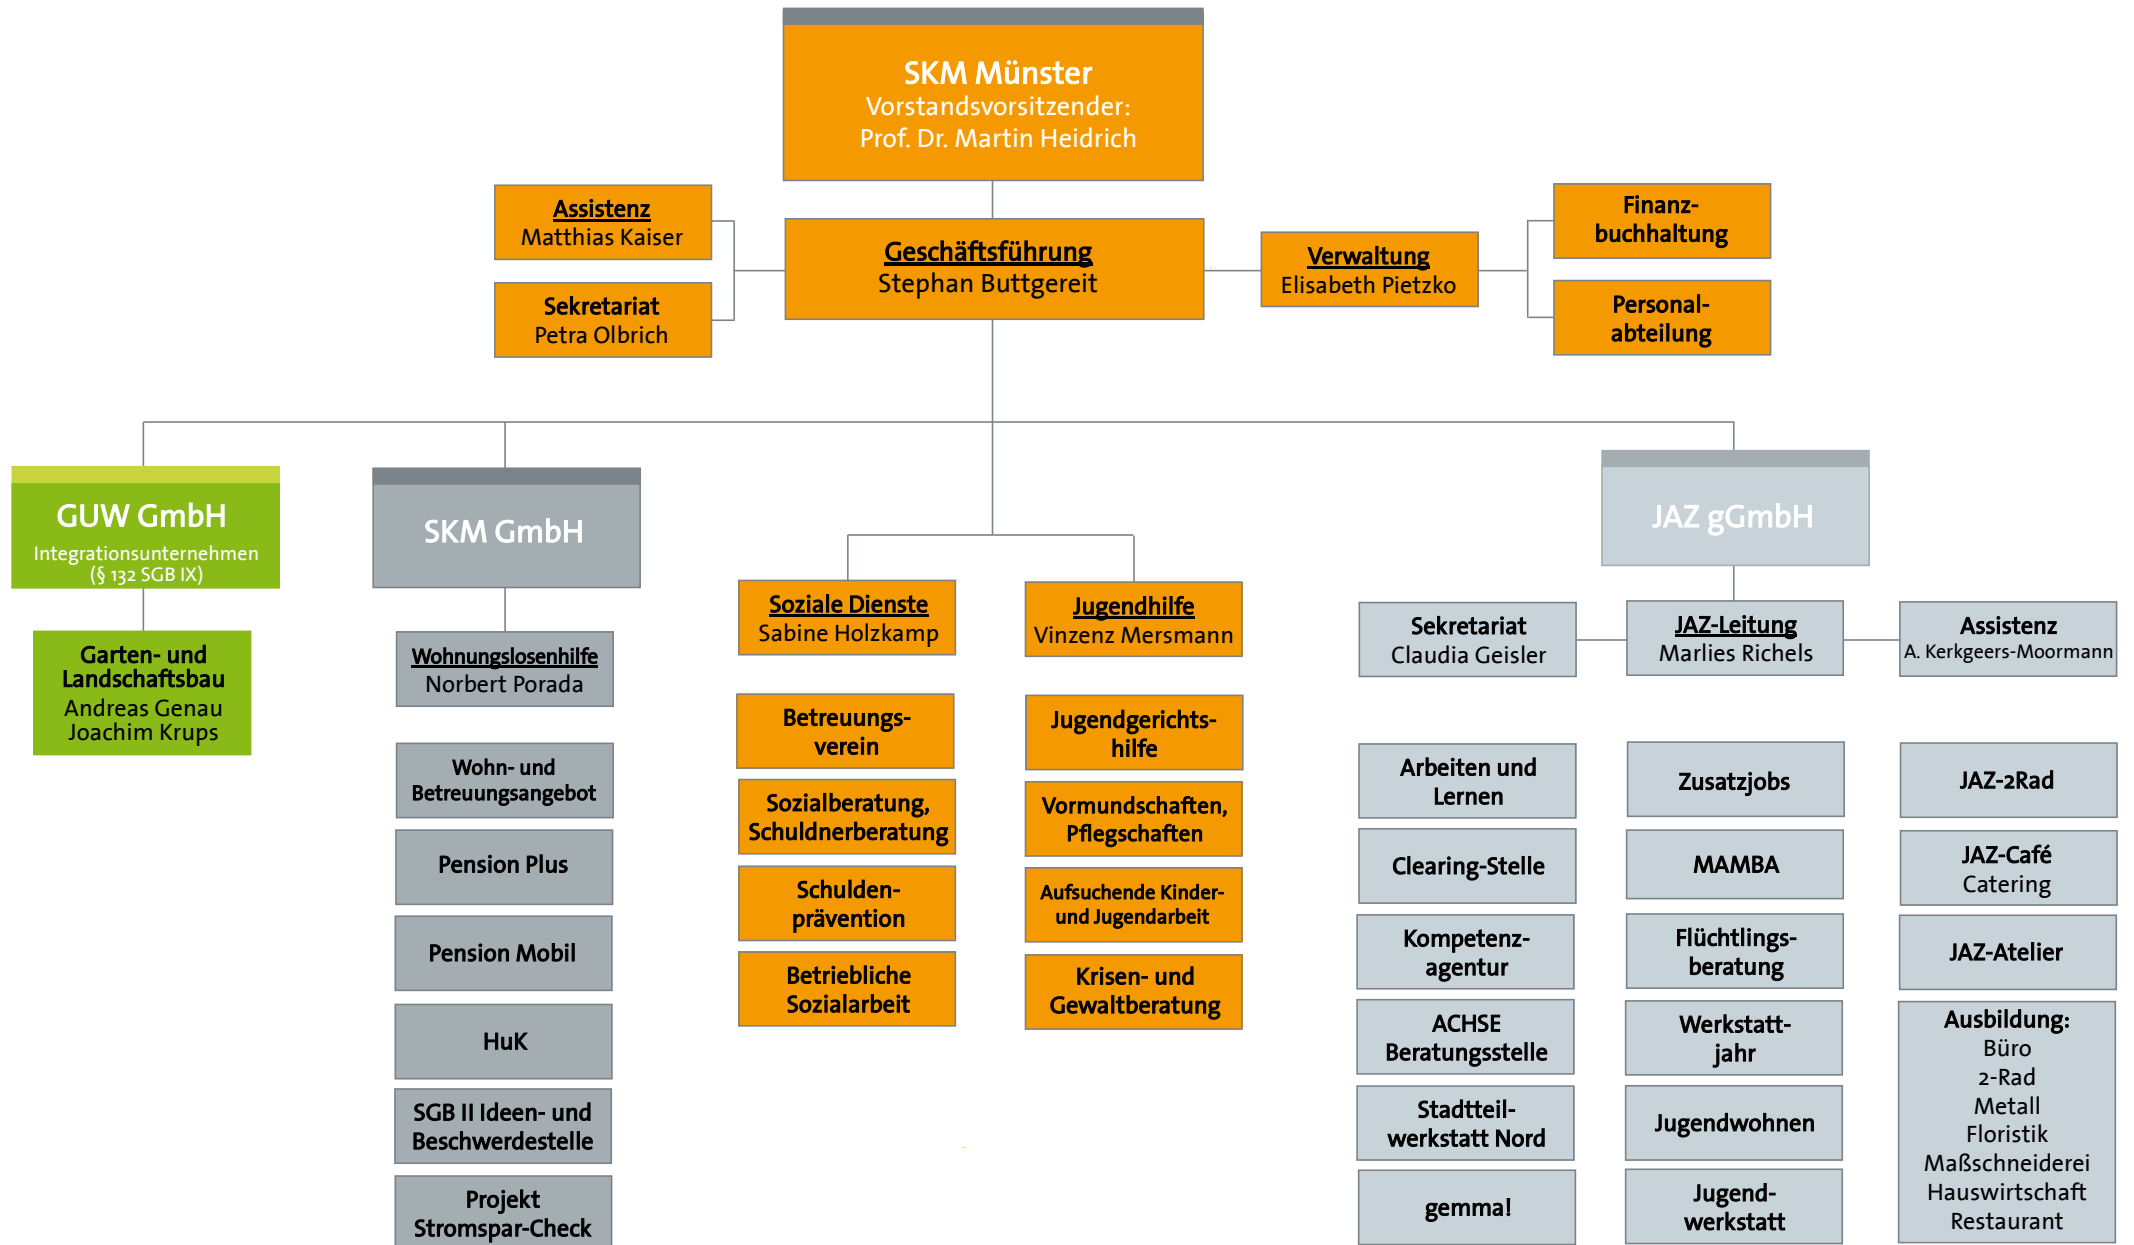 SKM Münster
Vorstandsvorsitzender:
Prof. Dr. Martin Heidrich
Assistenz
Matthias Kaiser
Sekretariat
Petra Olbrich
Geschäftsführung
Stephan Buttgereit
Verwaltung
Elisabeth Pietzko
Finanz-
buchhaltung
Personal-
abteilung
GUW GmbH
Integrationsunternehmen
(§ 132 SGB IX)
Garten- und
Landschaftsbau
Andreas Genau
Joachim Krups
SKM GmbH
Wohnungslosenhilfe
Norbert Porada
Wohn- und
Betreuungsangebot
Pension Plus
Pension Mobil
HuK
SGB II Ideen- und
Beschwerdestelle
Projekt
Stromspar-Check
Soziale Dienste
Sabine Holzkamp
Betreuungs-
verein
Sozialberatung,
Schuldnerberatung
Schulden-
prävention
Betriebliche
Sozialarbeit
Jugendhilfe
Vinzenz Mersmann
Jugendgerichts-
hilfe
Vormundschaften,
Pflegschaften
Aufsuchende Kinder-
und Jugendarbeit
Krisen- und
Gewaltberatung
JAZ gGmbH
Sekretariat
Claudia Geisler
JAZ-Leitung
Marlies Richels
Assistenz
A. Kerkgeers-Moormann
Arbeiten und
Lernen
Clearing-Stelle
Kompetenz-
agentur
ACHSE
Beratungsstelle
Stadtteil-
werkstatt Nord
gemma!
Zusatzjobs
MAMBA
Flüchtlings-
beratung
Werkstatt-
jahr
Jugendwohnen
Jugend-
werkstatt
JAZ-2Rad
JAZ-Café
Catering
JAZ-Atelier
Ausbildung:
Büro
2-Rad
Metall
Floristik
Maßschneiderei
Hauswirtschaft
Restaurant